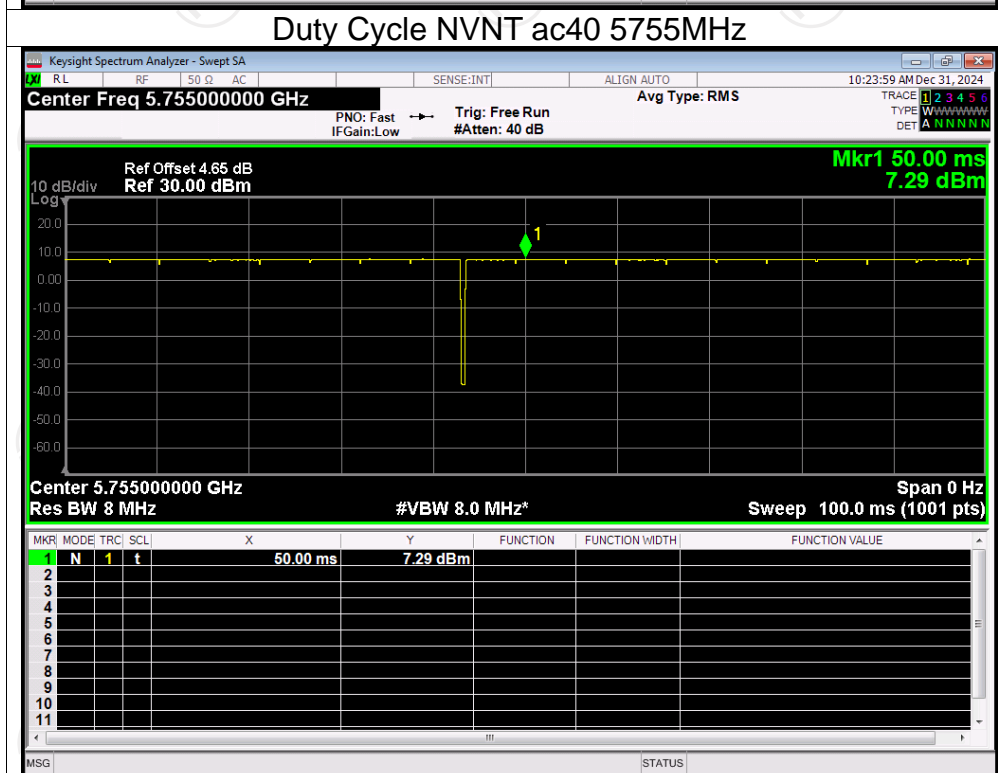 Duty Cycle NVNT ac40 5755MHz
Keysight Spectrum Analyzer - Swept SA
LXI RL RF 50 Ω AC SENSE:INT ALIGN AUTO 10:23:59 AM Dec 31, 2024
Center Freq 5.755000000 GHz Avg Type: RMS TRACE 1 2 3 4 5 6
PNO: Fast Trig: Free Run TYPE WWWWWW
IFGain:Low #Atten: 40 dB DET A N N N N N
Mkr1 50.00 ms
Ref Offset 4.65 dB
10 dB/div Ref 30.00 dBm 7.29 dBm
Log
20.0
1
10.0
0.00
-10.0
-20.0
-30.0
-40.0
-50.0
-60.0
Center 5.755000000 GHz Span 0 Hz
Res BW 8 MHz #VBW 8.0 MHz* Sweep 100.0 ms (1001 pts)
MKR MODE TRC SCL X Y FUNCTION FUNCTION WIDTH FUNCTION VALUE
1 N 1 t 50.00 ms 7.29 dBm
2
3
4
5
6
7
8
9
10
11
MSG STATUS